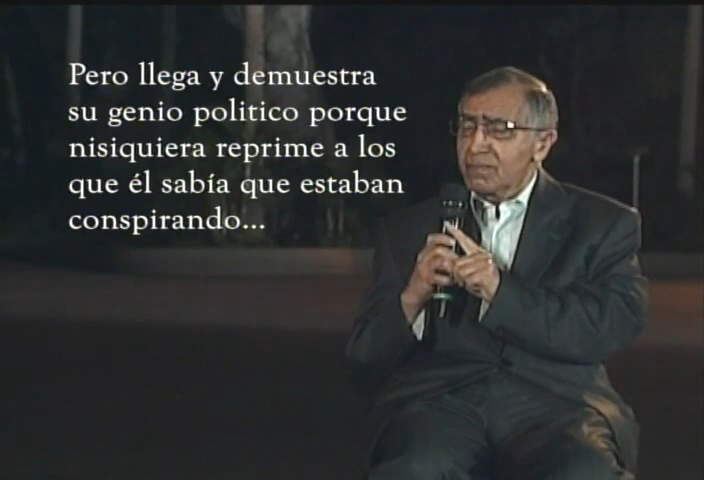 Pero llega y demuestra
su genio politico porque
nisiquiera reprime a los
que él sabía que estaban
conspirando...